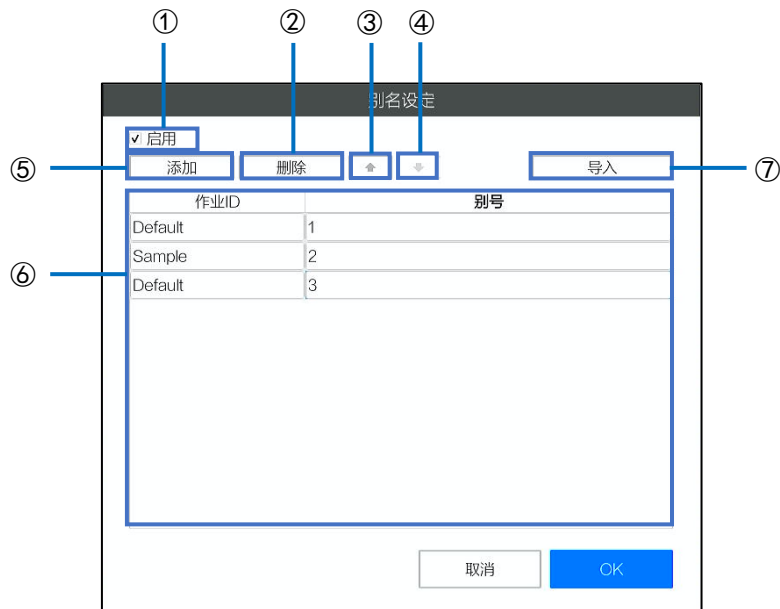 ① ② ③ ④
别名设定
✓ 启用
⑤ 添加 删除 导入 ⑦
作业ID 别号
Default 1
Sample 2
⑥
Default 3
取消 OK